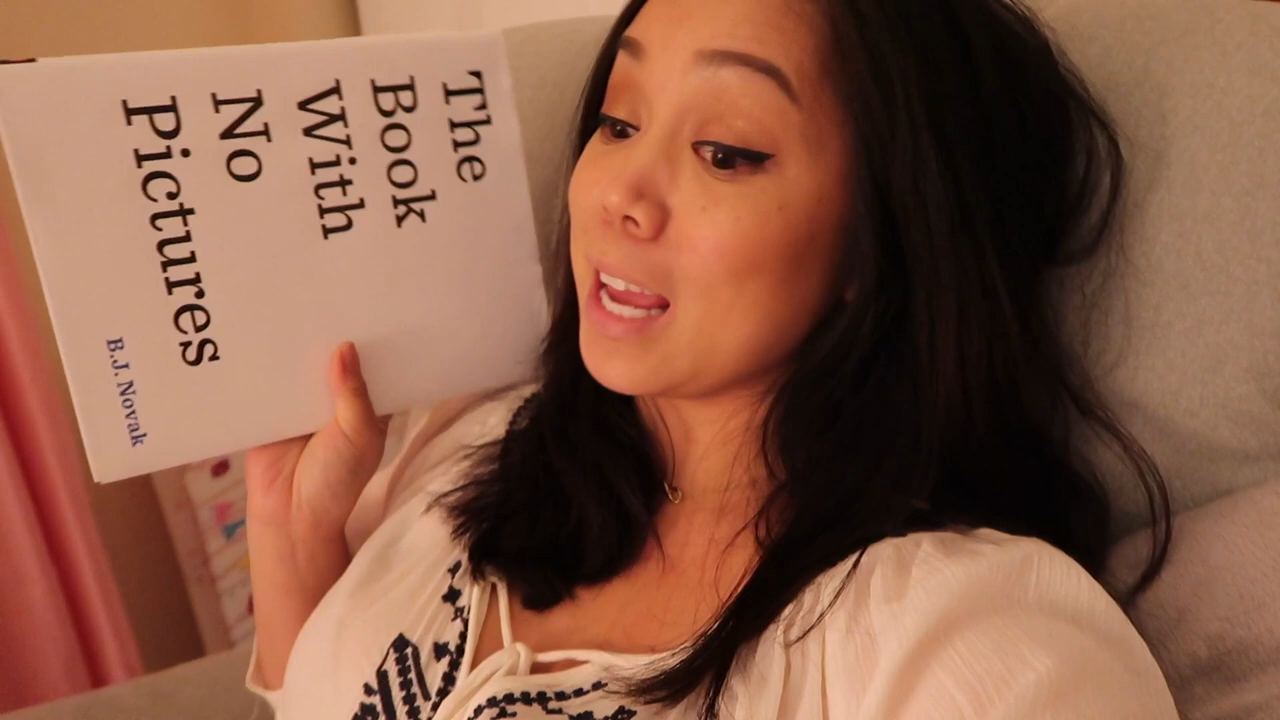 The
Book
With
No
Pictures
B.J. Novak